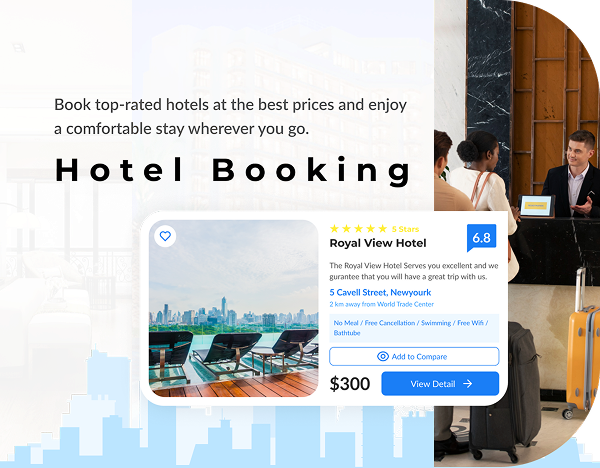 Book top-rated hotels at the best prices and enjoy
a comfortable stay wherever you go.
Hotel Booking
5 Stars
Royal View Hotel
6.8
The Royal View Hotel Serves you excellent and we
gurantee that you will have a great trip with us.
5 Cavell Street, Newyourk
2 km away from World Trade Center
No Meal / Free Cancellation / Swimming / Free Wifi /
Bathtube
Add to Compare
$300
View Detail